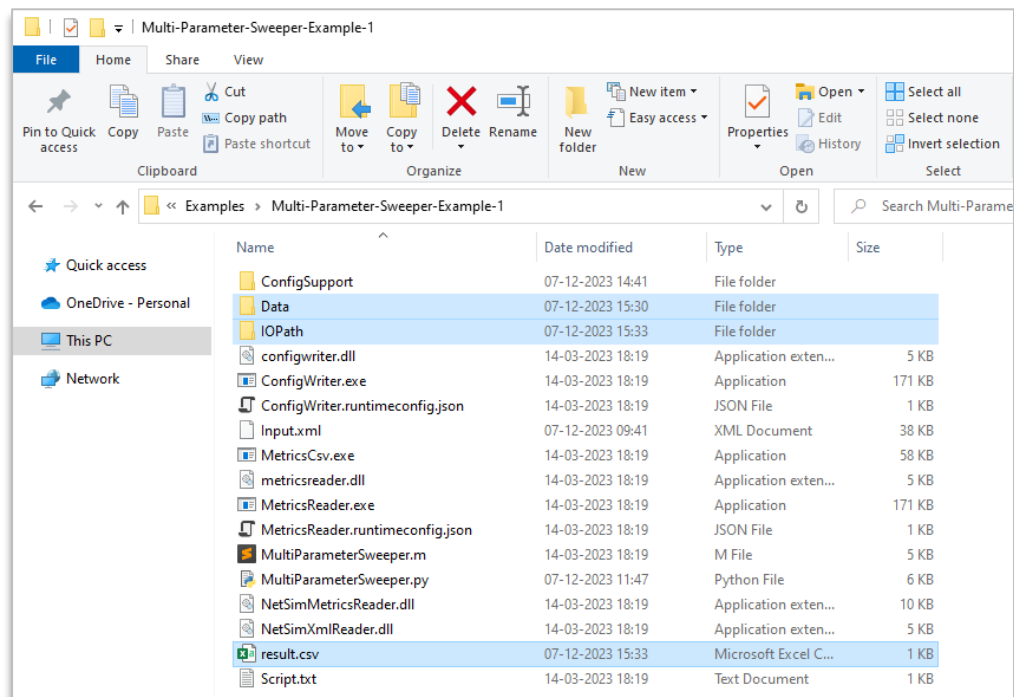 Multi-Parameter-Sweeper-Example-1
File Home Share View
Pin to Quick access
Copy
Paste
Cut
Copy path
Paste shortcut
Move to
Copy to
Delete
Rename
New folder
New item
Easy access
Properties
Open
Edit
History
Select all
Select none
Invert selection
Clipboard Organize New Open Select
« Examples > Multi-Parameter-Sweeper-Example-1 Search Multi-Parame
Quick access
OneDrive - Personal
This PC
Network
Name Date modified Type Size
ConfigSupport 07-12-2023 14:41 File folder
Data 07-12-2023 15:30 File folder
IOPath 07-12-2023 15:33 File folder
configwriter.dll 14-03-2023 18:19 Application exten... 5 KB
ConfigWriter.exe 14-03-2023 18:19 Application 171 KB
ConfigWriter.runtimeconfig.json 14-03-2023 18:19 JSON File 1 KB
Input.xml 07-12-2023 09:41 XML Document 38 KB
MetricsCsv.exe 14-03-2023 18:19 Application 58 KB
metricsreader.dll 14-03-2023 18:19 Application exten... 5 KB
MetricsReader.exe 14-03-2023 18:19 Application 171 KB
MetricsReader.runtimeconfig.json 14-03-2023 18:19 JSON File 1 KB
MultiParameterSweeper.m 14-03-2023 18:19 M File 5 KB
MultiParameterSweeper.py 07-12-2023 11:47 Python File 6 KB
NetSimMetricsReader.dll 14-03-2023 18:19 Application exten... 10 KB
NetSimXmlReader.dll 14-03-2023 18:19 Application exten... 5 KB
result.csv 07-12-2023 15:33 Microsoft Excel C... 1 KB
Script.txt 14-03-2023 18:19 Text Document 1 KB